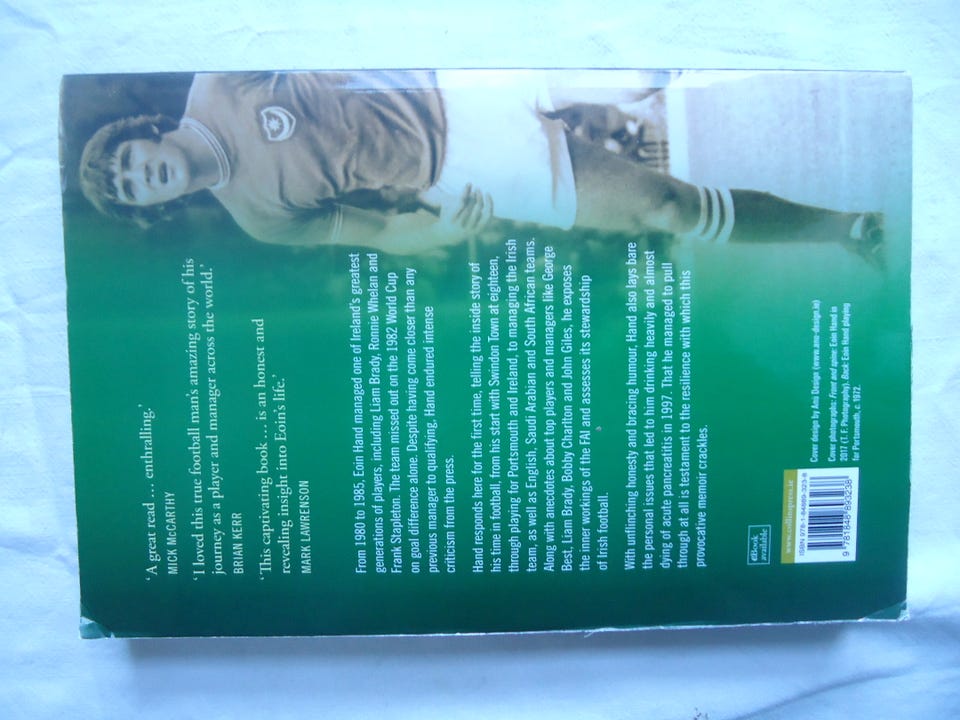 ‘A great read … enthralling.’
MICK McCARTHY
‘I loved this true football man’s amazing story of his
journey as a player and manager across the world.’
BRIAN KERR
‘This captivating book … is an honest and
revealing insight into Eoin’s life.’
MARK LAWRENSON
From 1980 to 1985, Eoin Hand managed one of Ireland’s greatest
generations of players, including Liam Brady, Ronnie Whelan and
Frank Stapleton. The team missed out on the 1982 World Cup
on goal difference alone. Despite having come closer than any
previous manager to qualifying, Hand endured intense
criticism from the press.
Hand responds here for the first time, telling the inside story of
his time in football, from his start with Swindon Town at eighteen,
through playing for Portsmouth and Ireland, to managing the Irish
team, as well as English, Saudi Arabian and South African teams.
Along with anecdotes about top players and managers like George
Best, Liam Brady, Bobby Charlton and John Giles, he exposes
the inner workings of the FAI and assesses its stewardship
of Irish football.
With unflinching honesty and bracing humour, Hand also lays bare
the personal issues that led to him drinking heavily and almost
dying of acute pancreatitis in 1997. That he managed to pull
through at all is testament to the resilience with which this
provocative memoir crackles.
eBook
available
www.collinspress.ie
ISBN 978-1-84889-323-8
9 781848 893238
Cover design by Anú Design (www.anu-design.ie)
Cover photographs: Front and spine: Eoin Hand in
2017 (T. F. Photography). Back: Eoin Hand playing
for Portsmouth, c. 1972.